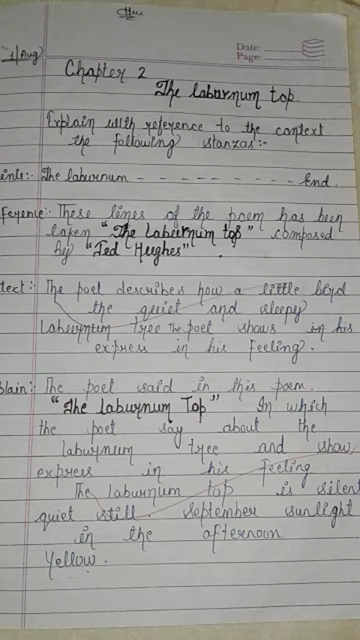 1/Aug
Date:
Page:
Chapter 2
The laburnum top.
Explain with reference to the context
the following stanzas:-
The laburnum - - - - - - - - - - - End.
ference:- These lines of the poem has been
taken "The Labeernum top" composed
by "Ted Hughes".
text:- The poet describes how a little bird
the quiet and sleepy
Laburnum tree the poet shows in his
express in his feeling.
plain:- The poet said in this poem.
"The laburnum Top" In which
the poet say about the
laburnum tree and show,
express in his feeling
The laburnum top is silent
quiet still. September sunlight
in the afternoon
Yellow.